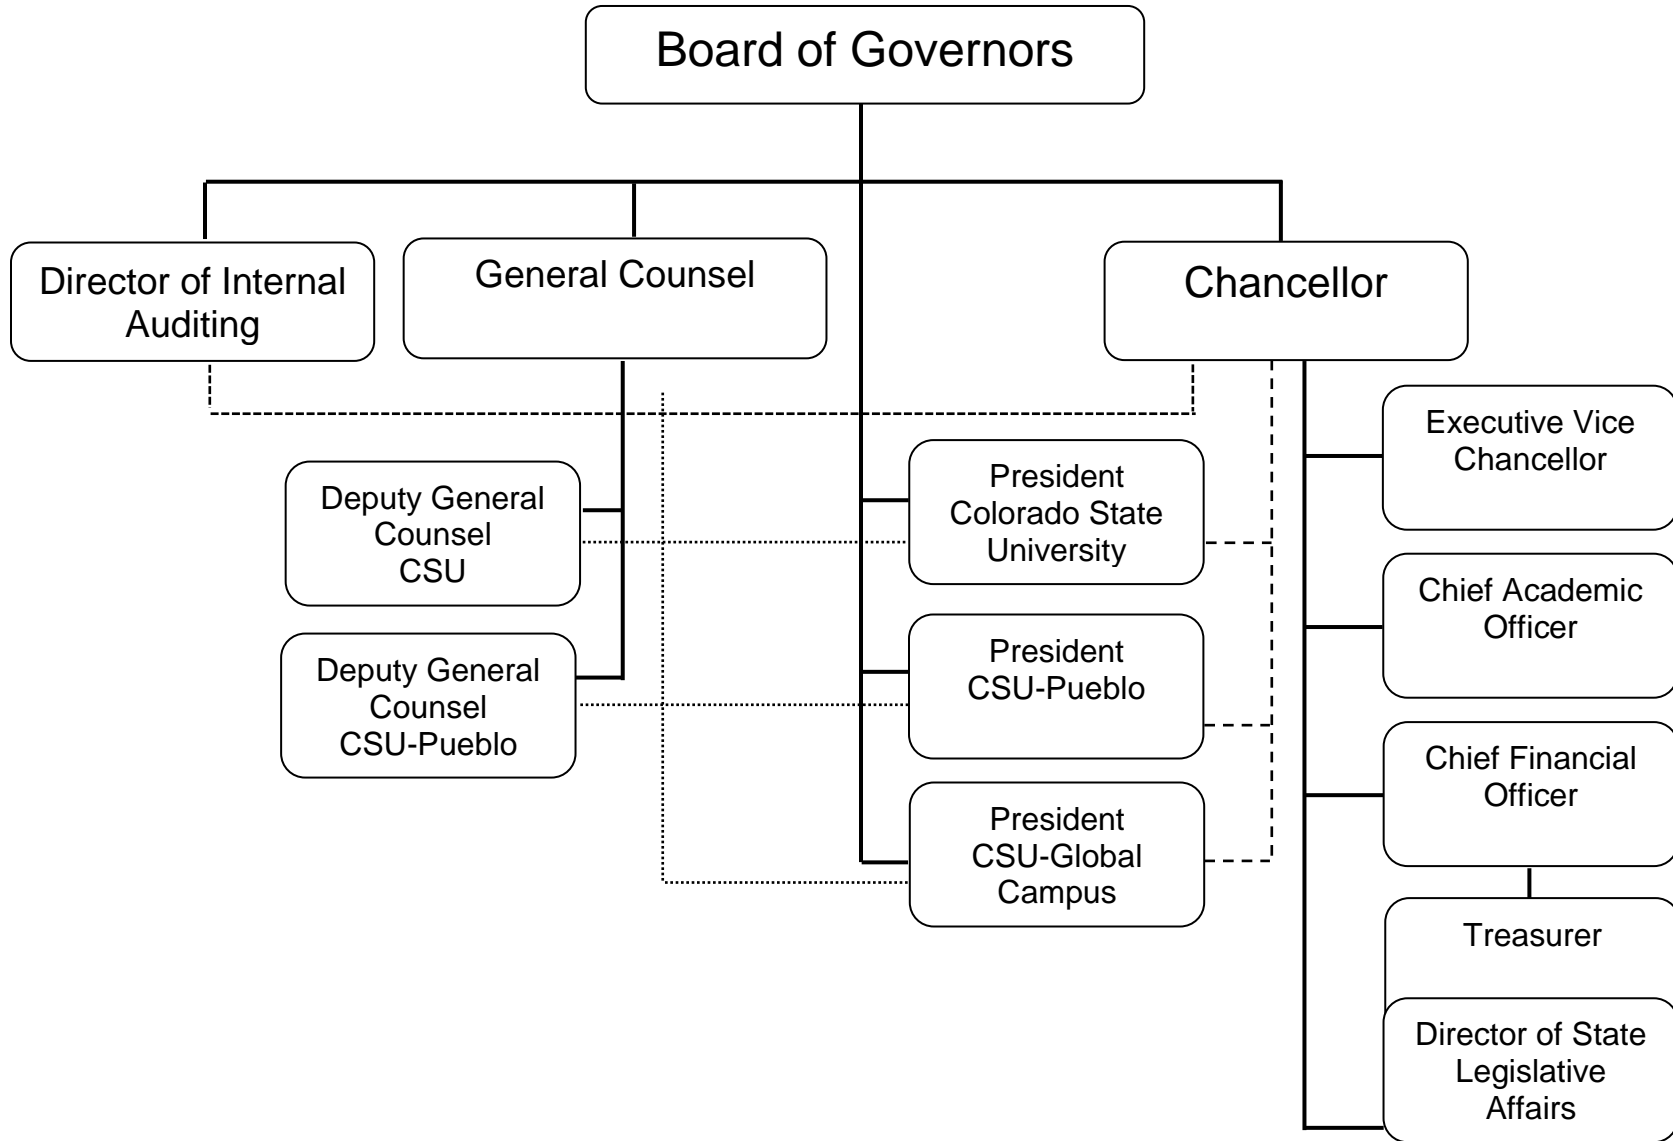 Board of Governors
Director of Internal
Auditing
General Counsel
Chancellor
Deputy General
Counsel
CSU
Deputy General
Counsel
CSU-Pueblo
President
Colorado State
University
President
CSU-Pueblo
President
CSU-Global
Campus
Executive Vice
Chancellor
Chief Academic
Officer
Chief Financial
Officer
Treasurer
Director of State
Legislative
Affairs